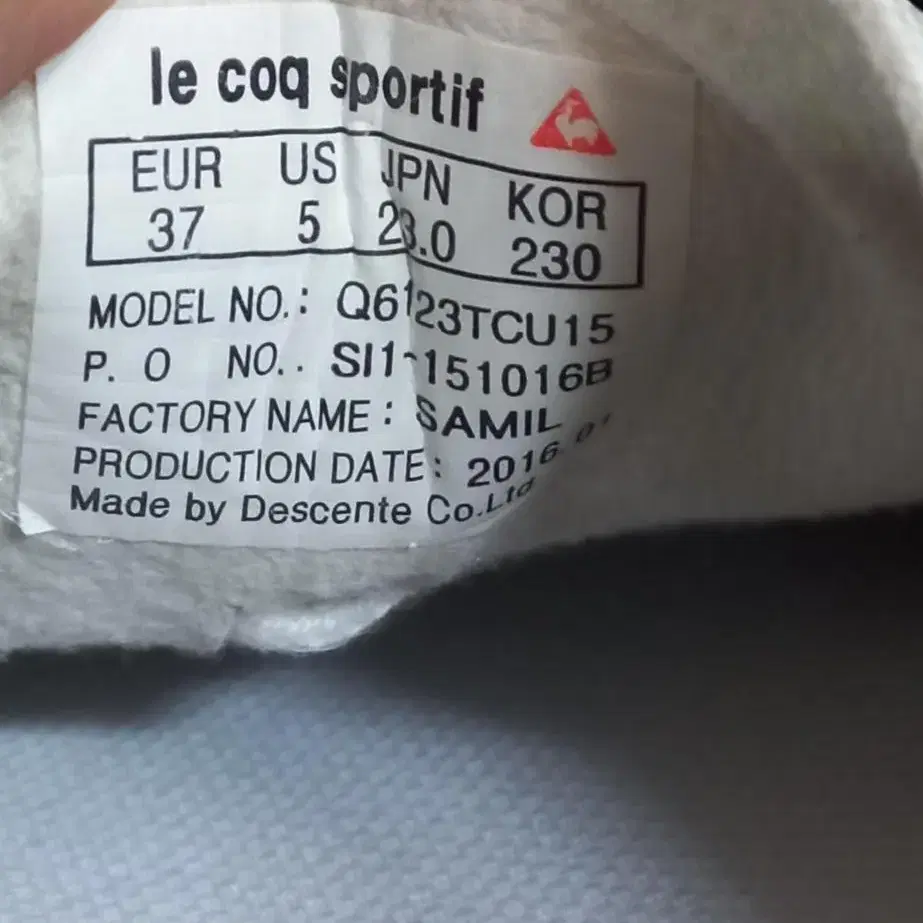 le coq sportif
EUR US JPN KOR
37 5 23.0 230
MODEL NO.: Q6123TCU15
P. O NO.. SI1-151016B
FACTORY NAME : SAMIL
PRODUCTION DATE: 2016
Made by Descente Co.Ltd